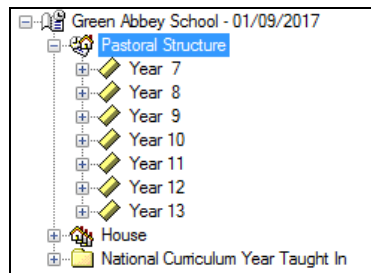 Green Abbey School - 01/09/2017
Pastoral Structure
Year 7
Year 8
Year 9
Year 10
Year 11
Year 12
Year 13
House
National Curriculum Year Taught In